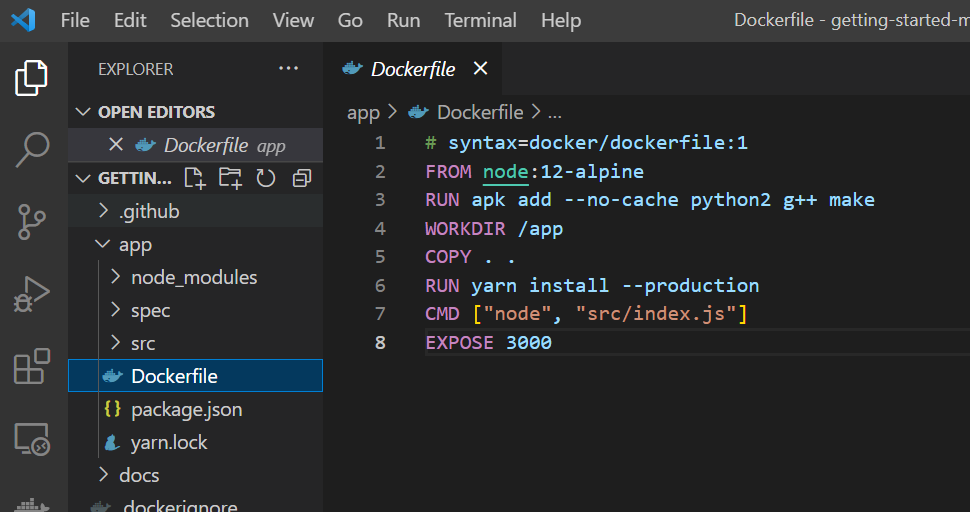 File Edit Selection View Go Run Terminal Help Dockerfile - getting-started-m
EXPLORER ...
OPEN EDITORS
Dockerfile app
GETTIN...
.github
app
node_modules
spec
src
Dockerfile
{} package.json
yarn.lock
docs
.dockerignore
Dockerfile
app > Dockerfile > ...
1 # syntax=docker/dockerfile:1
2 FROM node:12-alpine
3 RUN apk add --no-cache python2 g++ make
4 WORKDIR /app
5 COPY . .
6 RUN yarn install --production
7 CMD ["node", "src/index.js"]
8 EXPOSE 3000